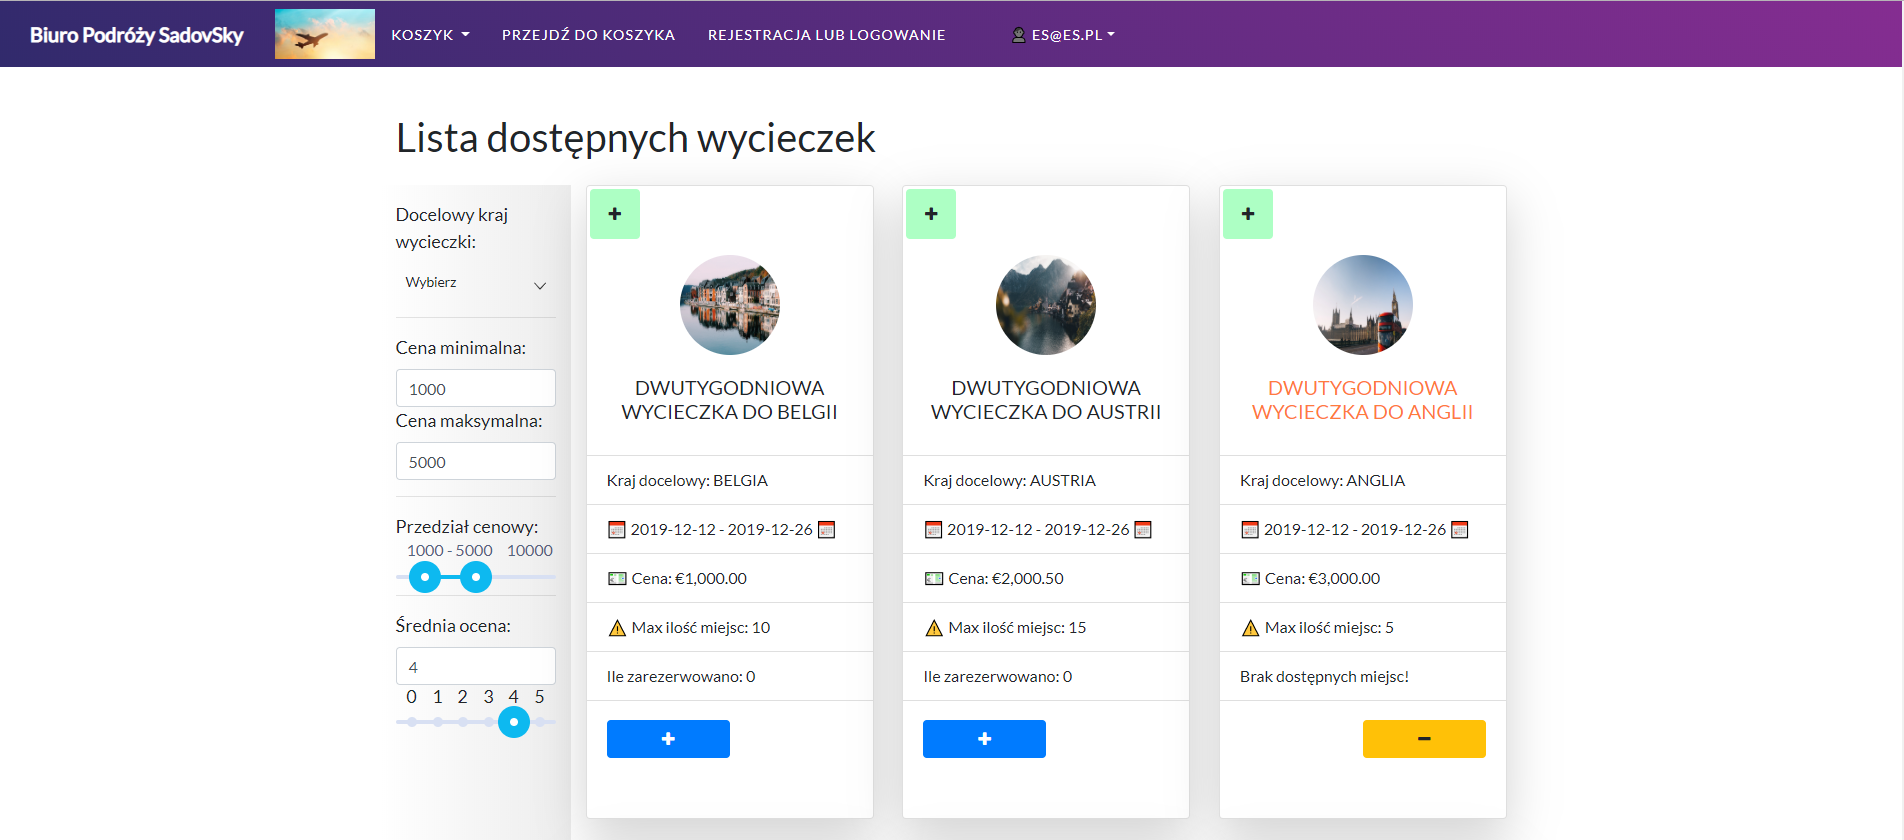 Biuro Podróży SadovSky
KOSZYK
PRZEJDŹ DO KOSZYKA
REJESTRACJA LUB LOGOWANIE
ES@ES.PL
Lista dostępnych wycieczek
Docelowy kraj
wycieczki:
Wybierz
Cena minimalna:
1000
Cena maksymalna:
5000
Przedział cenowy:
1000 - 5000 10000
Średnia ocena:
4
0 1 2 3 4 5
+
DWUTYGODNIOWA
WYCIECZKA DO BELGII
Kraj docelowy: BELGIA
2019-12-12 - 2019-12-26
Cena: €1,000.00
Max ilość miejsc: 10
Ile zarezerwowano: 0
+
+
DWUTYGODNIOWA
WYCIECZKA DO AUSTRII
Kraj docelowy: AUSTRIA
2019-12-12 - 2019-12-26
Cena: €2,000.50
Max ilość miejsc: 15
Ile zarezerwowano: 0
+
+
DWUTYGODNIOWA
WYCIECZKA DO ANGLII
Kraj docelowy: ANGLIA
2019-12-12 - 2019-12-26
Cena: €3,000.00
Max ilość miejsc: 5
Brak dostępnych miejsc!
-